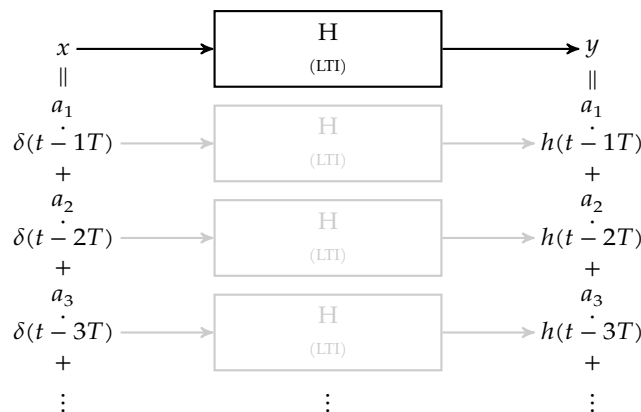 x H y
(LTI)
= =
a₁ a₁
· ·
δ(t − 1T) H h(t − 1T)
(LTI)
+ +
a₂ a₂
· ·
δ(t − 2T) H h(t − 2T)
(LTI)
+ +
a₃ a₃
· ·
δ(t − 3T) H h(t − 3T)
(LTI)
+ +
⋮ ⋮ ⋮